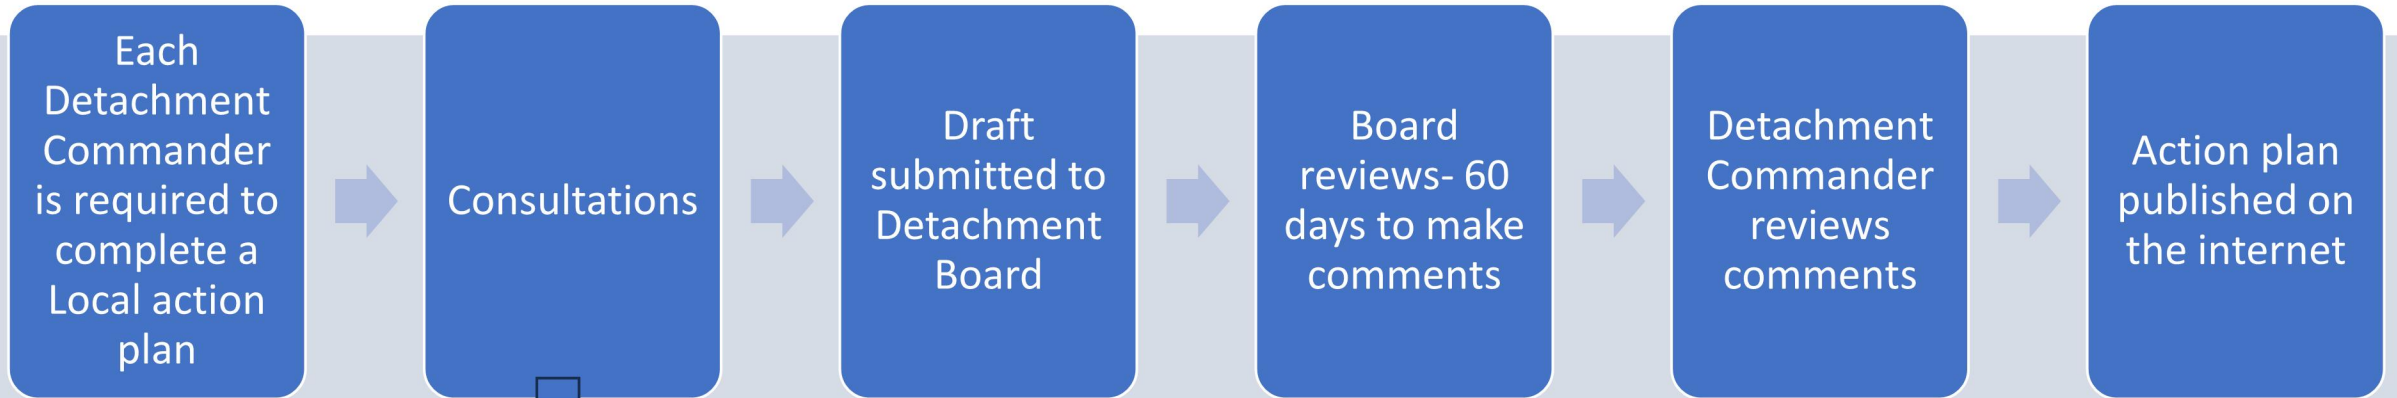 Each
Detachment
Commander
is required to
complete a
Local action
plan
Consultations
Draft
submitted to
Detachment
Board
Board
reviews- 60
days to make
comments
Detachment
Commander
reviews
comments
Action plan
published on
the internet